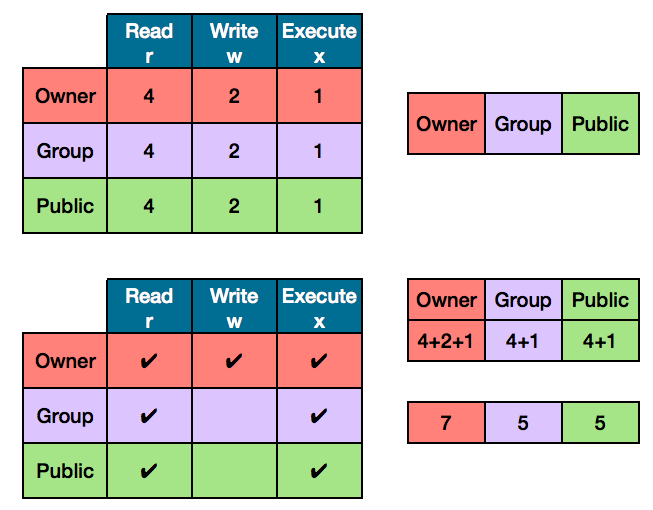 Read Write Execute
r w x
Owner 4 2 1
Group 4 2 1
Public 4 2 1
Owner Group Public
Read Write Execute
r w x
Owner ✔ ✔ ✔
Group ✔ ✔
Public ✔ ✔
Owner Group Public
4+2+1 4+1 4+1
7 5 5